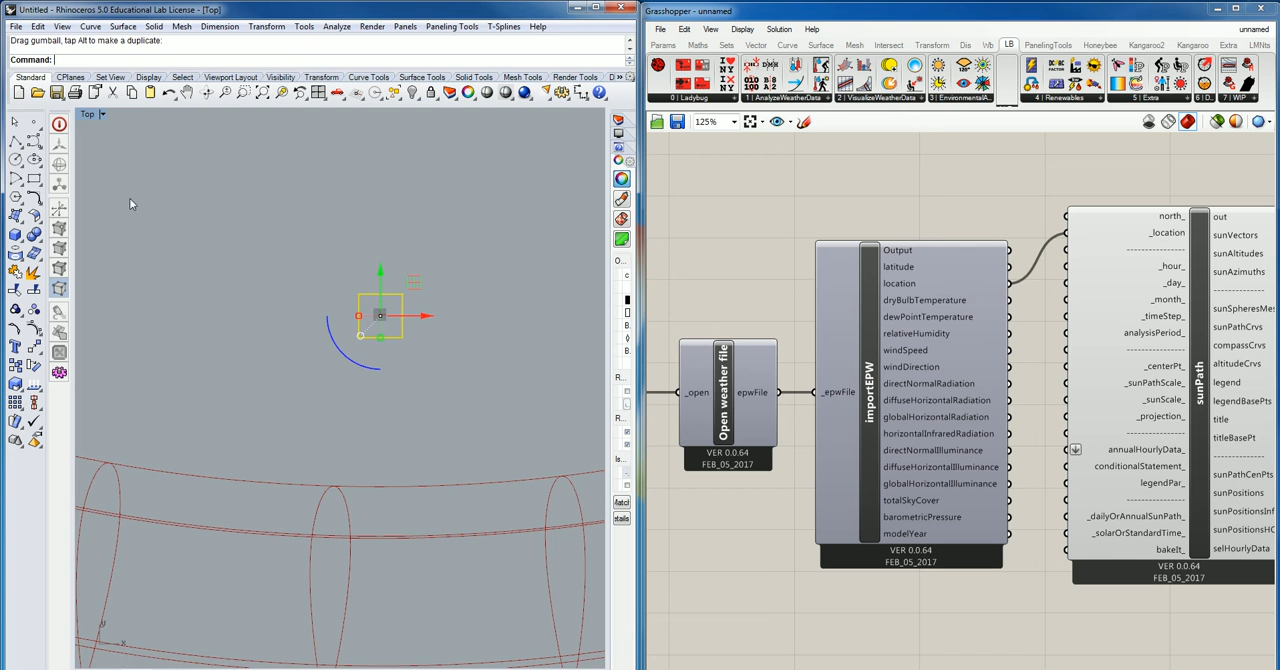 Untitled - Rhinoceros 5.0 Educational Lab License - [Top]
File Edit View Curve Surface Solid Mesh Dimension Transform Tools Analyze Render Panels Paneling Tools T-Splines Help
Drag gumball, tap Alt to make a duplicate:
Command:
Standard CPlanes Set View Display Select Viewport Layout Visibility Transform Curve Tools Surface Tools Solid Tools Mesh Tools Render Tools D »
Top
O...
c
B.
B.
R...
R...
Is...
Match
etails
y
x
Grasshopper - unnamed
File Edit View Display Solution Help
unnamed
Params Maths Sets Vector Curve Surface Mesh Intersect Transform Dis Wb LB PanelingTools Honeybee Kangaroo2 Kangaroo Extra LMNts
0 | Ladybug
1 | AnalyzeWeatherData
2 | VisualizeWeatherData
3 | EnvironmentalA...
4 | Renewables
5 | Extra
6 | D...
7 | WIP
125%
_open
Open weather file
epwFile
VER 0.0.64
FEB_05_2017
_epwFile
importEPW
Output
latitude
location
dryBulbTemperature
dewPointTemperature
relativeHumidity
windSpeed
windDirection
directNormalRadiation
diffuseHorizontalRadiation
globalHorizontalRadiation
horizontalInfraredRadiation
directNormalIlluminance
diffuseHorizontalIlluminance
globalHorizontalIlluminance
totalSkyCover
barometricPressure
modelYear
VER 0.0.64
FEB_05_2017
north_
_location
--------------------
_hour_
_day_
_month_
_timeStep_
analysisPeriod_
--------------------
_centerPt_
_sunPathScale_
_sunScale_
_projection_
--------------------
annualHourlyData_
conditionalStatement_
legendPar_
--------------------
_dailyOrAnnualSunPath_
_solarOrStandardTime_
bakeIt_
sunPath
out
sunVectors
sunAltitudes
sunAzimuths
--------------------
sunSpheresMes
sunPathCrvs
compassCrvs
altitudeCrvs
legend
legendBasePts
title
titleBasePt
--------------------
sunPathCenPts
sunPositions
sunPositionsInf
sunPositionsHO
selHourlyData
VER 0.0.64
FEB_05_2017